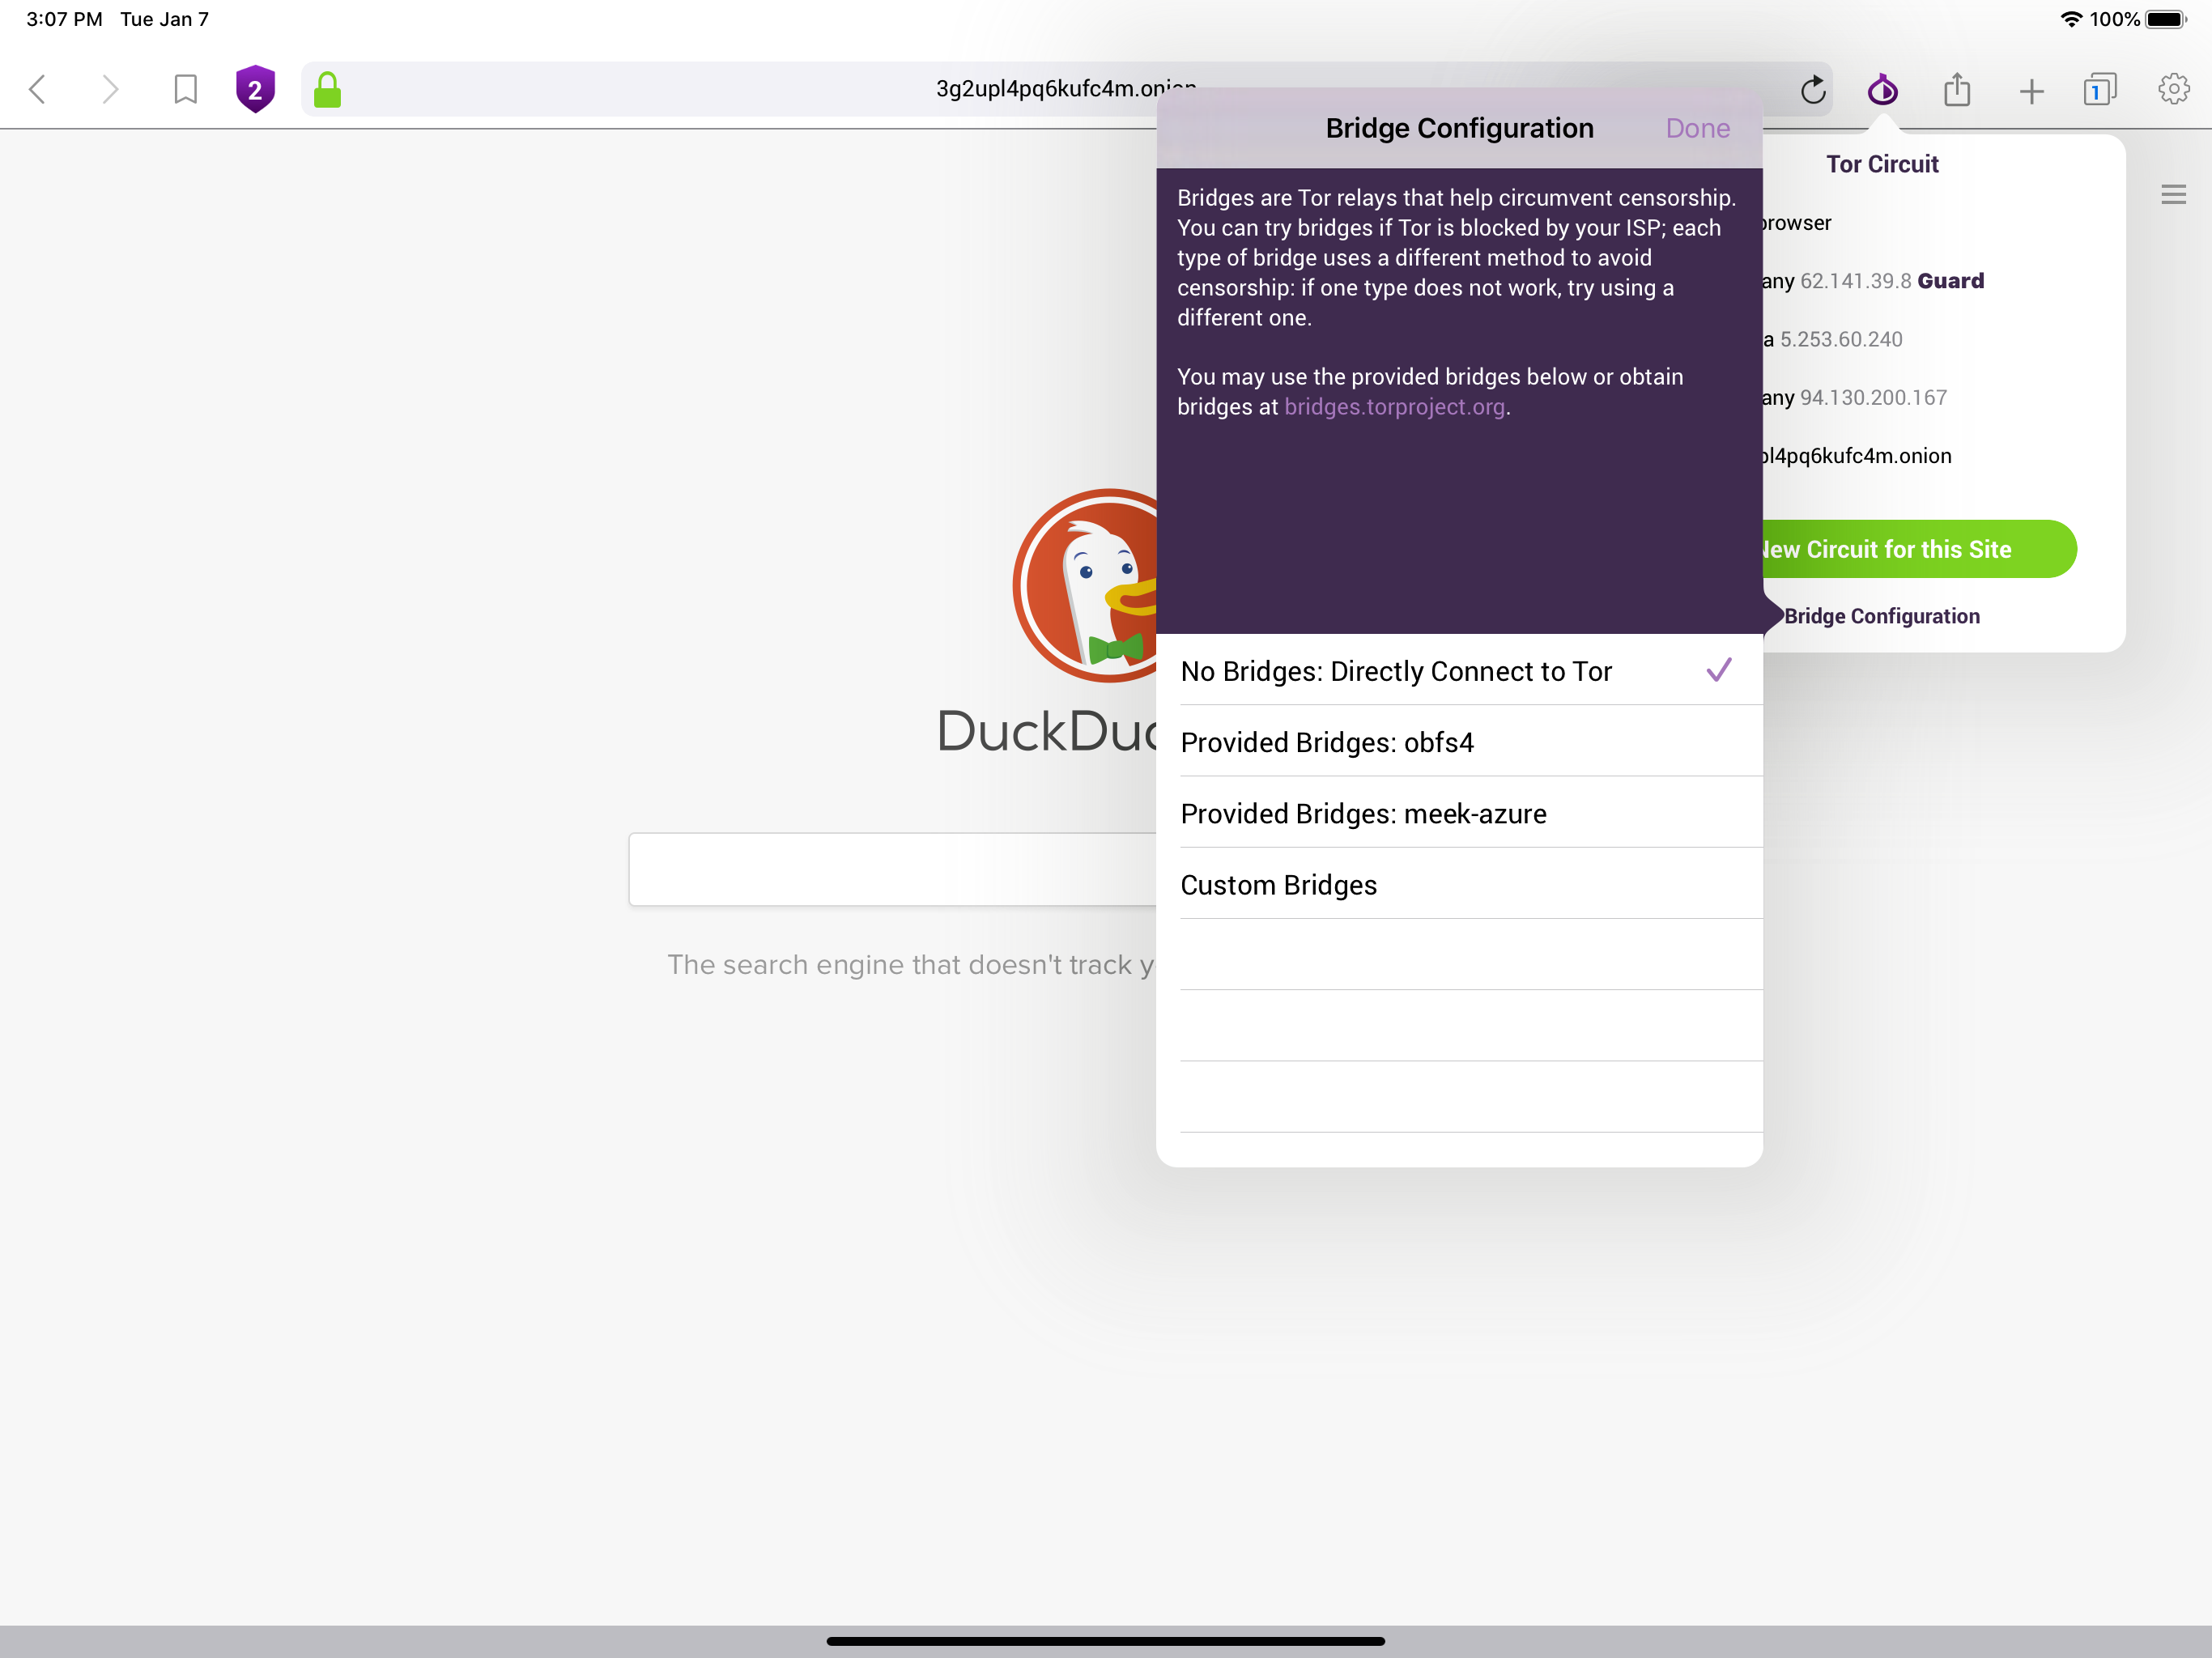 3:07 PM Tue Jan 7
100%
2
3g2upl4pq6kufc4m.onion
1
Bridge Configuration
Done
Bridges are Tor relays that help circumvent censorship.
You can try bridges if Tor is blocked by your ISP; each
type of bridge uses a different method to avoid
censorship: if one type does not work, try using a
different one.
You may use the provided bridges below or obtain
bridges at bridges.torproject.org.
No Bridges: Directly Connect to Tor
Provided Bridges: obfs4
Provided Bridges: meek-azure
Custom Bridges
Tor Circuit
rowser
any 62.141.39.8 Guard
a 5.253.60.240
any 94.130.200.167
pl4pq6kufc4m.onion
New Circuit for this Site
Bridge Configuration
DuckDuc
The search engine that doesn't track y